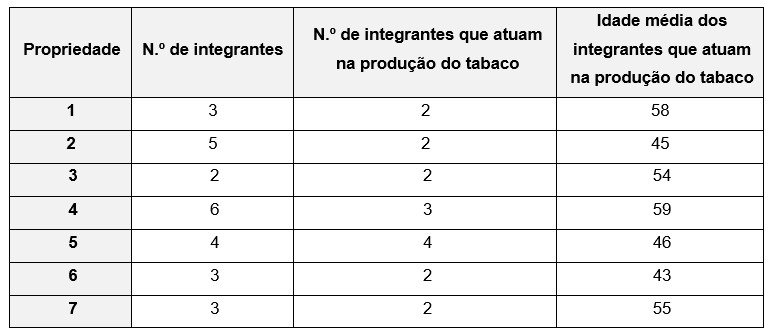 Propriedade | N.º de integrantes | N.º de integrantes que atuam na produção do tabaco | Idade média dos integrantes que atuam na produção do tabaco
1 | 3 | 2 | 58
2 | 5 | 2 | 45
3 | 2 | 2 | 54
4 | 6 | 3 | 59
5 | 4 | 4 | 46
6 | 3 | 2 | 43
7 | 3 | 2 | 55